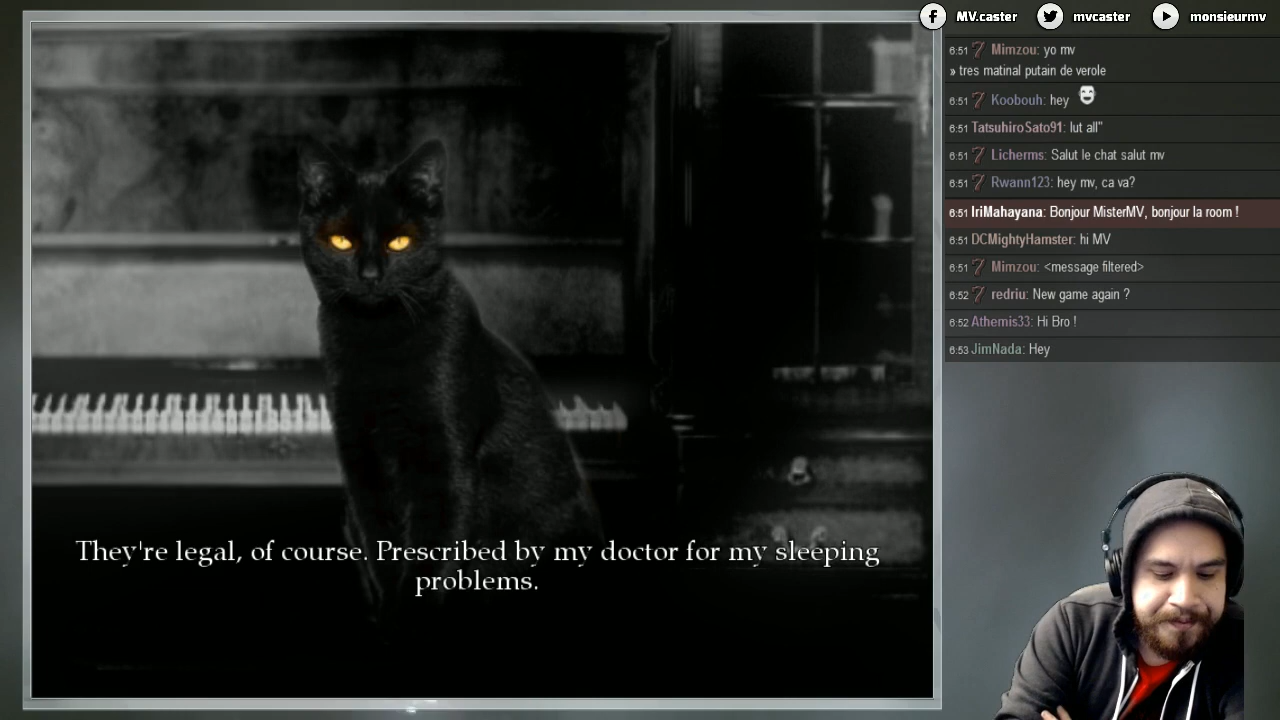 MV.caster mvcaster monsieurmv
6:51 Mimzou: yo mv
» tres matinal putain de verole
6:51 Koobouh: hey
6:51 TatsuhiroSato91: lut all"
6:51 Licherms: Salut le chat salut mv
6:51 Rwann123: hey mv, ca va?
6:51 IriMahayana: Bonjour MisterMV, bonjour la room !
6:51 DCMightyHamster: hi MV
6:51 Mimzou: <message filtered>
6:52 redriu: New game again ?
6:52 Athemis33: Hi Bro !
6:53 JimNada: Hey
They're legal, of course. Prescribed by my doctor for my sleeping
problems.